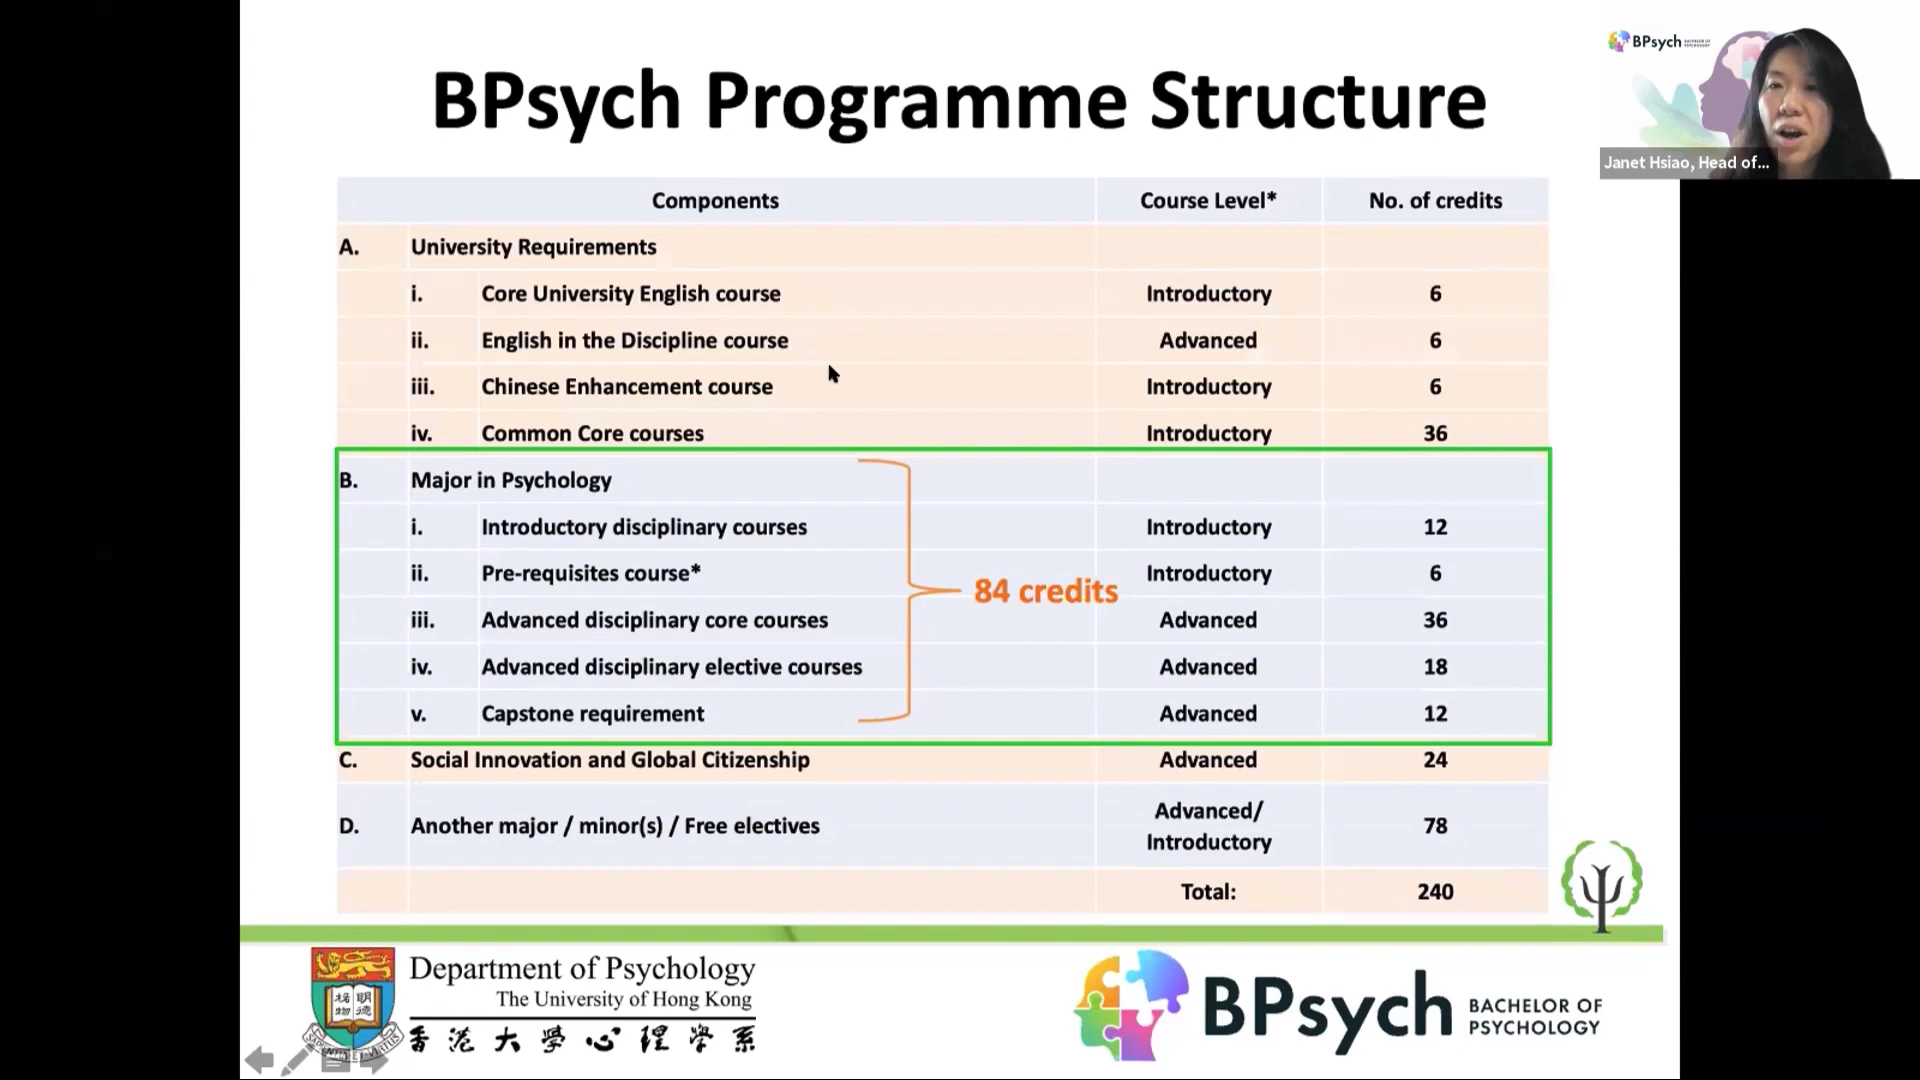 BPsych Programme Structure
BPsych
Janet Hsiao, Head of...
Components Course Level* No. of credits
A. University Requirements
i. Core University English course Introductory 6
ii. English in the Discipline course Advanced 6
iii. Chinese Enhancement course Introductory 6
iv. Common Core courses Introductory 36
B. Major in Psychology
i. Introductory disciplinary courses Introductory 12
ii. Pre-requisites course* Introductory 6
84 credits
iii. Advanced disciplinary core courses Advanced 36
iv. Advanced disciplinary elective courses Advanced 18
v. Capstone requirement Advanced 12
C. Social Innovation and Global Citizenship Advanced 24
D. Another major / minor(s) / Free electives Advanced/ Introductory 78
Total: 240
Department of Psychology
The University of Hong Kong
香港大學心理學系
BPsych BACHELOR OF
PSYCHOLOGY